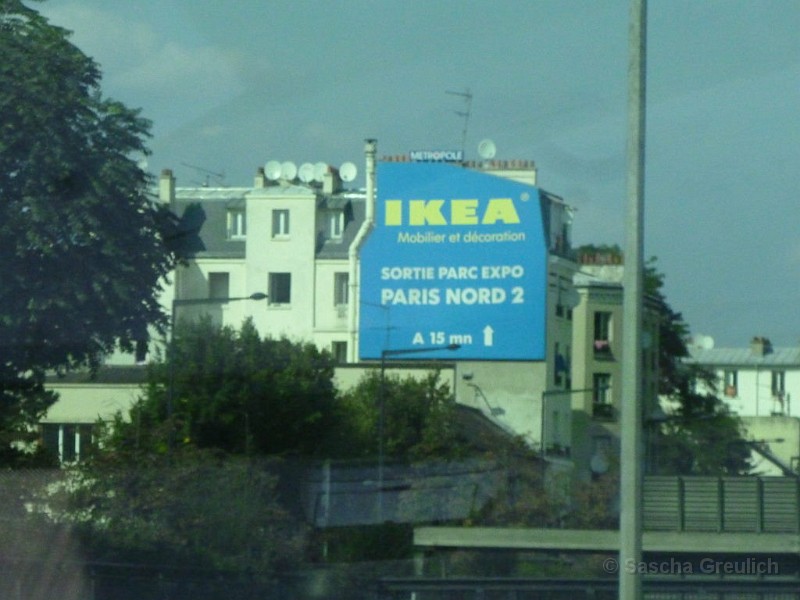 METROPOLE
IKEA®
Mobilier et décoration
SORTIE PARC EXPO
PARIS NORD 2
A 15 mn ↑
© Sascha Greulich